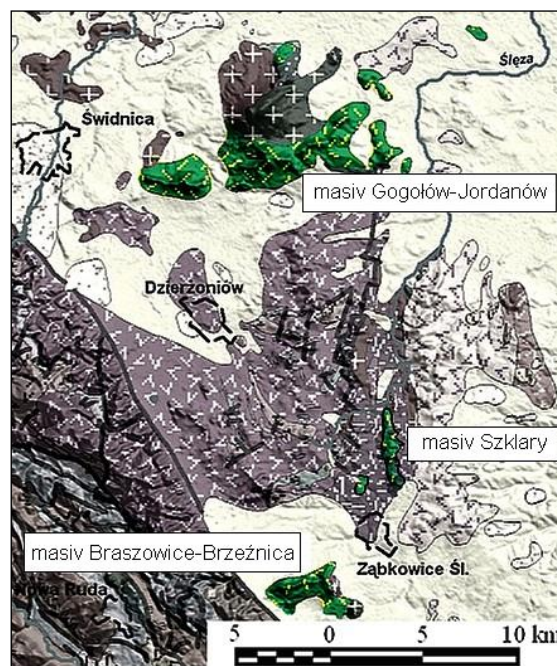 Ślęza
Świdnica
masiv Gogołów-Jordanów
Dzierżoniów
masiv Szklary
masiv Braszowice-Brzeźnica
Ząbkowice Śl.
Nowa Ruda
5 0 5 10 km